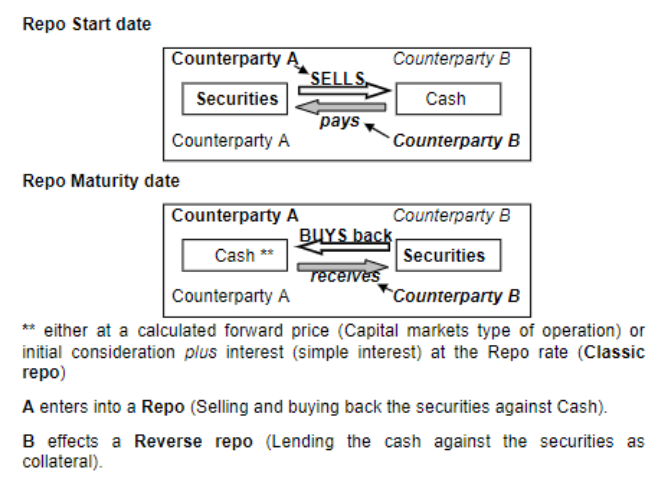 Repo Start date
Counterparty A Counterparty B
SELLS
Securities Cash
pays
Counterparty A Counterparty B
Repo Maturity date
Counterparty A Counterparty B
BUYS back
Cash ** Securities
receives
Counterparty A Counterparty B
** either at a calculated forward price (Capital markets type of operation) or
initial consideration plus interest (simple interest) at the Repo rate (Classic
repo)
A enters into a Repo (Selling and buying back the securities against Cash).
B effects a Reverse repo (Lending the cash against the securities as
collateral).